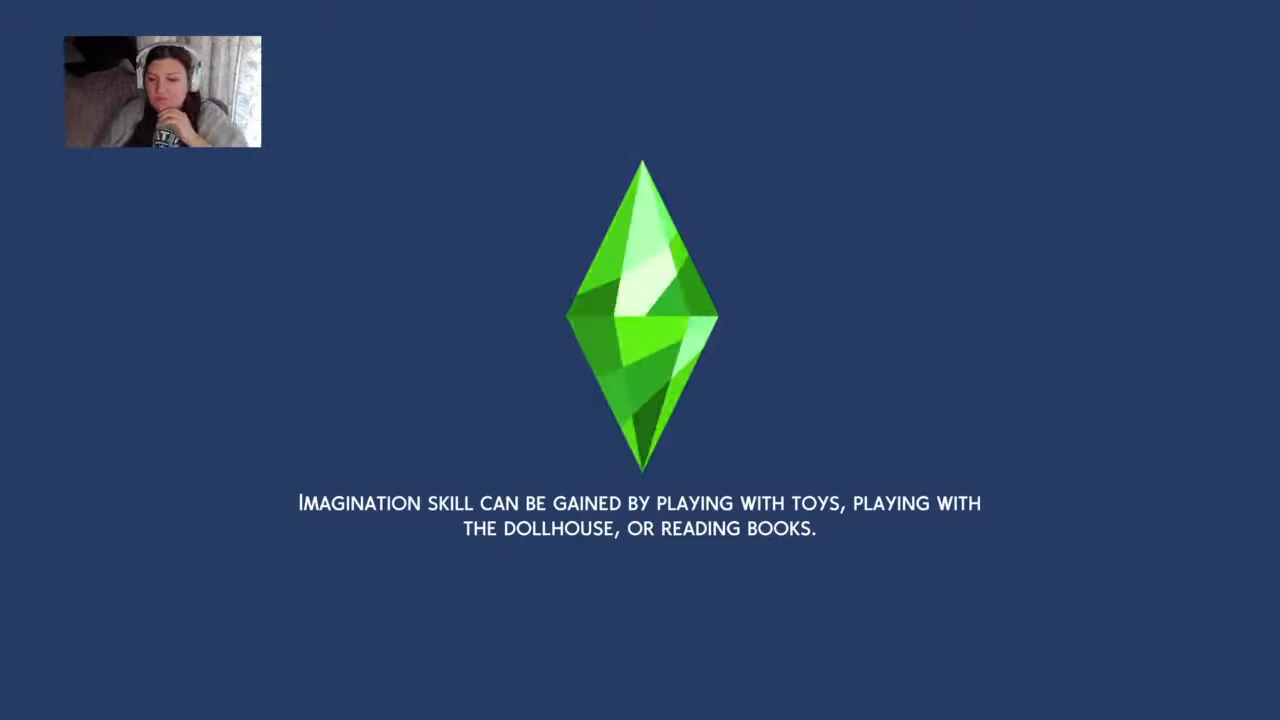 IMAGINATION SKILL CAN BE GAINED BY PLAYING WITH TOYS, PLAYING WITH
THE DOLLHOUSE, OR READING BOOKS.